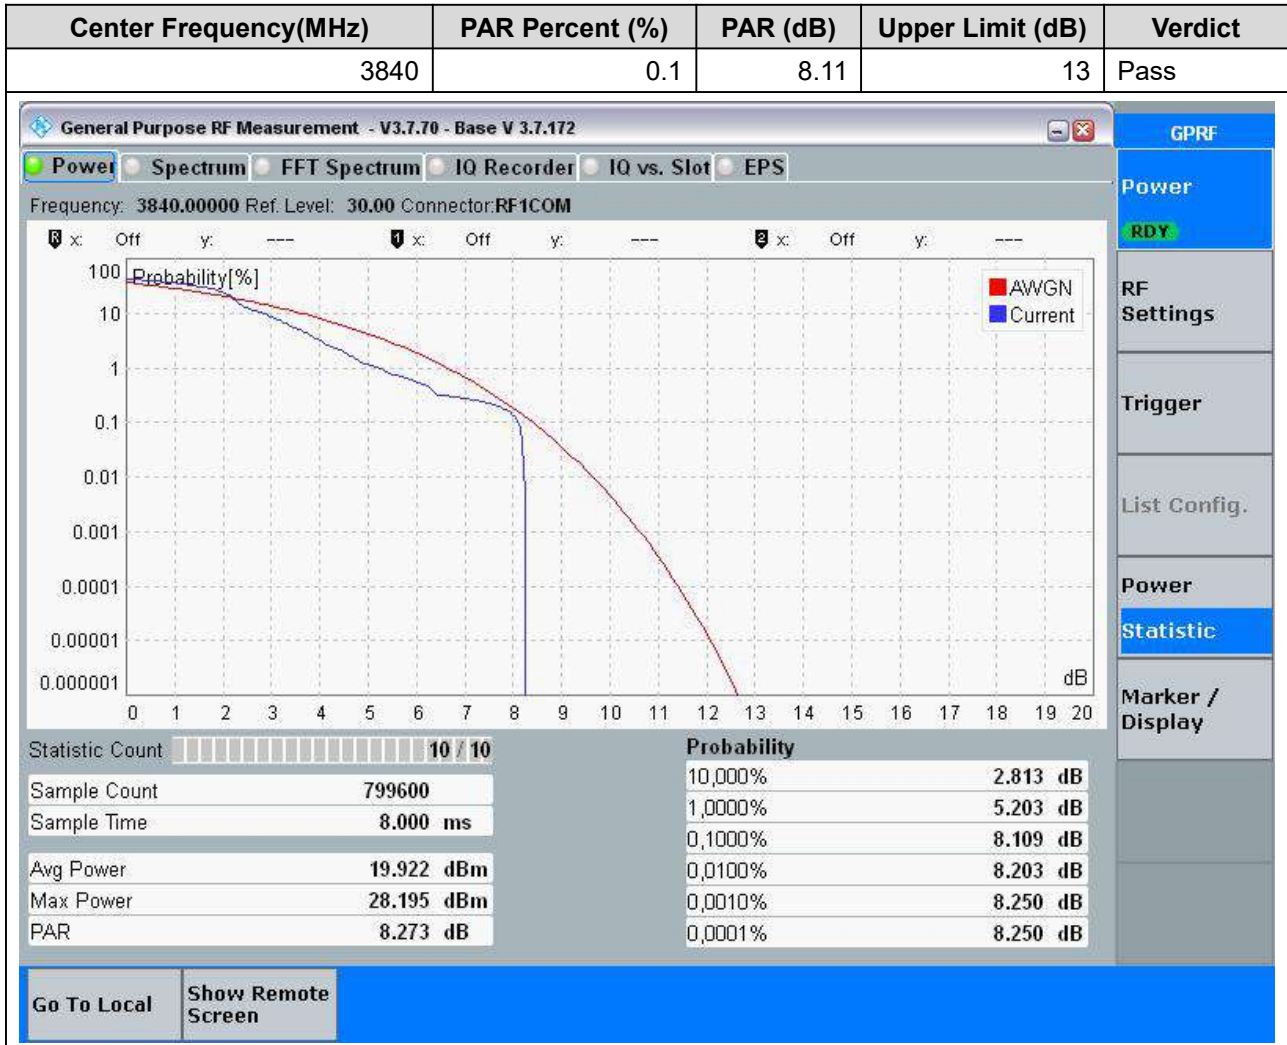 Center Frequency(MHz) PAR Percent (%) PAR (dB) Upper Limit (dB) Verdict
3840 0.1 8.11 13 Pass
General Purpose RF Measurement - V3.7.70 - Base V 3.7.172
GPRF
Power Spectrum FFT Spectrum IQ Recorder IQ vs. Slot EPS
Frequency: 3840.00000 Ref. Level: 30.00 Connector:RF1COM
R x: Off y: --- 1 x: Off y: --- 2 x: Off y: ---
Probability[%]
100
10
1
0.1
0.01
0.001
0.0001
0.00001
0.000001
AWGN
Current
dB
0 1 2 3 4 5 6 7 8 9 10 11 12 13 14 15 16 17 18 19 20
Statistic Count 10 / 10
Sample Count 799600
Sample Time 8.000 ms
Avg Power 19.922 dBm
Max Power 28.195 dBm
PAR 8.273 dB
Probability
10,000% 2.813 dB
1,0000% 5.203 dB
0,1000% 8.109 dB
0,0100% 8.203 dB
0,0010% 8.250 dB
0,0001% 8.250 dB
Power
RDY
RF
Settings
Trigger
List Config.
Power
Statistic
Marker /
Display
Go To Local
Show Remote
Screen